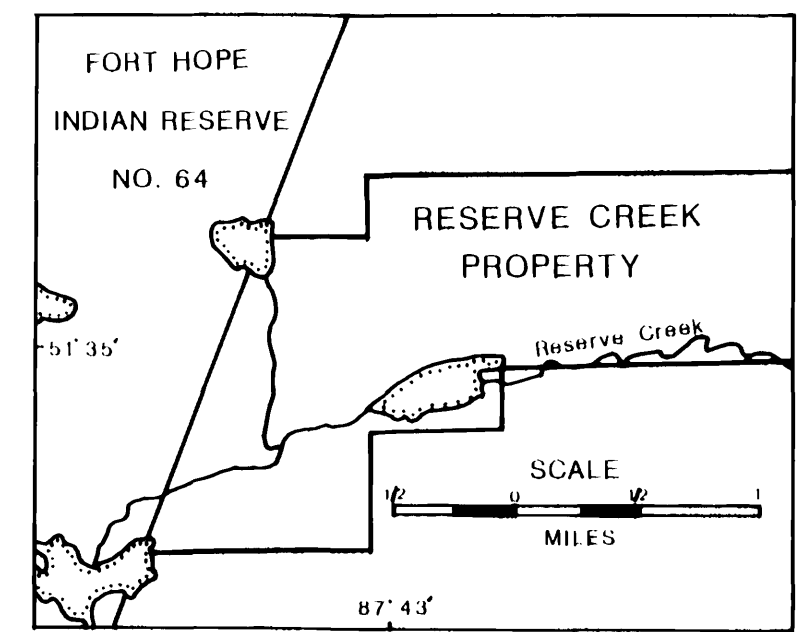 FORT HOPE
INDIAN RESERVE
NO. 64
RESERVE CREEK
PROPERTY
Reserve Creek
51° 35'
SCALE
1/2 0 1/2 1
MILES
87° 43'